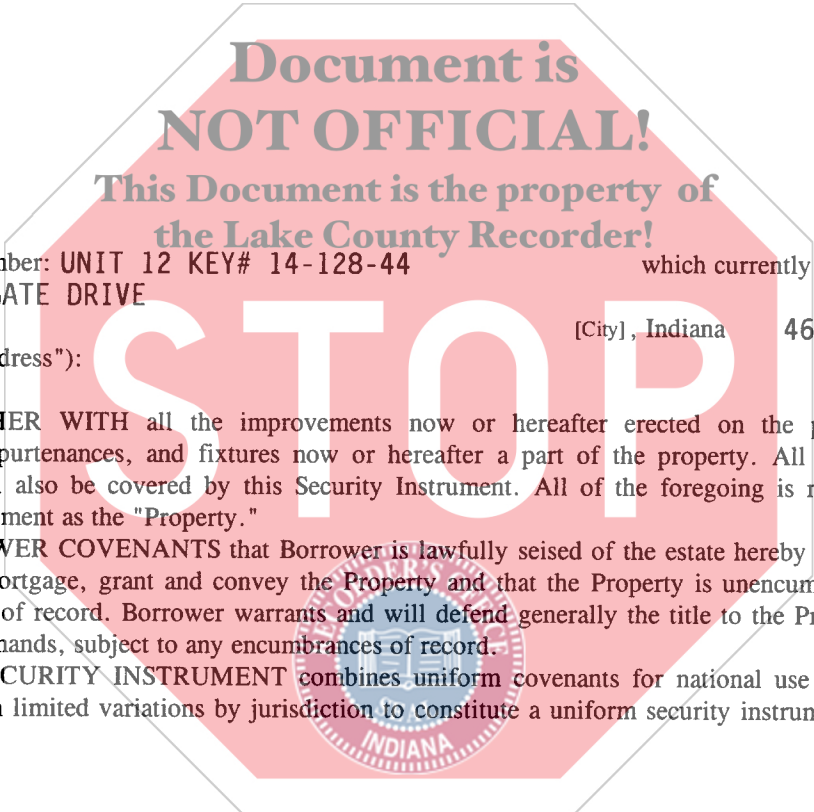 Document is
NOT OFFICIAL!
This Document is the property of
the Lake County Recorder!
nber: UNIT 12 KEY# 14-128-44 which currently
ATE DRIVE
[City], Indiana 46
dress"):
STOP
HER WITH all the improvements now or hereafter erected on the p
purtenances, and fixtures now or hereafter a part of the property. All
also be covered by this Security Instrument. All of the foregoing is r
ment as the "Property."
WER COVENANTS that Borrower is lawfully seised of the estate hereby
ortgage, grant and convey the Property and that the Property is unencum
of record. Borrower warrants and will defend generally the title to the Pr
nands, subject to any encumbrances of record.
CURITY INSTRUMENT combines uniform covenants for national use
limited variations by jurisdiction to constitute a uniform security instrun
RECORDER'S OFFICE
SEAL
INDIANA